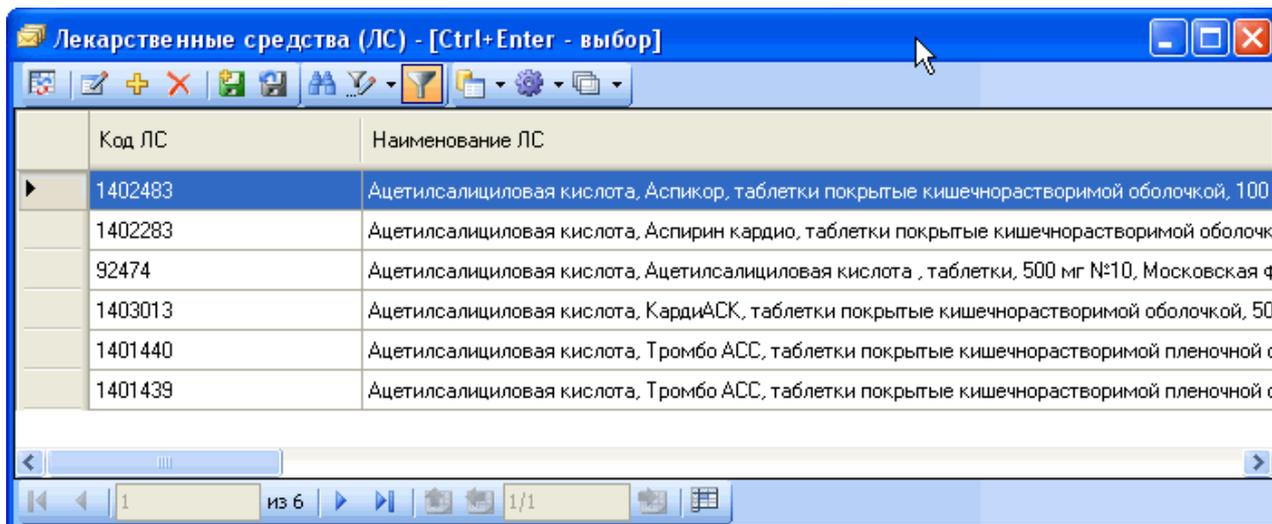 Лекарственные средства (ЛС) - [Ctrl+Enter - выбор]
Код ЛС Наименование ЛС
1402483 Ацетилсалициловая кислота, Аспикор, таблетки покрытые кишечнорастворимой оболочкой, 100
1402283 Ацетилсалициловая кислота, Аспирин кардио, таблетки покрытые кишечнорастворимой оболочк
92474 Ацетилсалициловая кислота, Ацетилсалициловая кислота , таблетки, 500 мг №10, Московская ф
1403013 Ацетилсалициловая кислота, КардиАСК, таблетки покрытые кишечнорастворимой оболочкой, 50
1401440 Ацетилсалициловая кислота, Тромбо АСС, таблетки покрытые кишечнорастворимой пленочной о
1401439 Ацетилсалициловая кислота, Тромбо АСС, таблетки покрытые кишечнорастворимой пленочной о
1 из 6 1/1